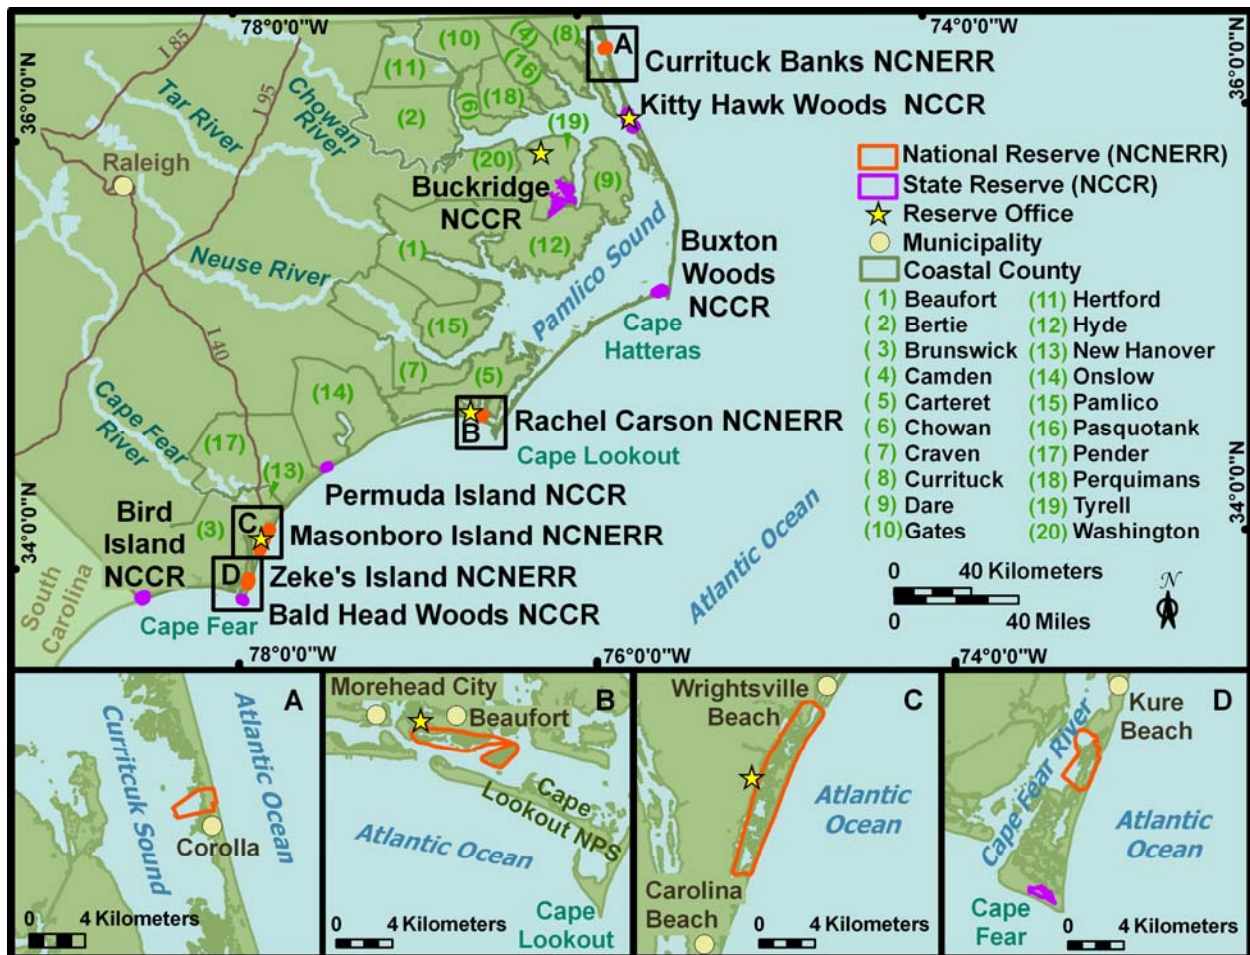 78°0'0"W
74°0'0"W
36°0'0"N
36°0'0"N
I 85
I 95
Tar River
Chowan
River
Raleigh
(10)
(4)
(8)
A
(11)
(16)
(2)
(6)
(18)
(19)
(20)
(9)
Currituck Banks NCNERR
Kitty Hawk Woods NCCR
Buckridge
NCCR
(12)
(1)
Neuse River
Pamlico Sound
Buxton
Woods
NCCR
Cape
Hatteras
(15)
I 40
(7)
(5)
(14)
Cape Fear
River
(17)
(13)
B
Rachel Carson NCNERR
Cape Lookout
Permuda Island NCCR
Bird
Island
NCCR
(3)
C
Masonboro Island NCNERR
D
Zeke's Island NCNERR
Bald Head Woods NCCR
Cape Fear
South
Carolina
Atlantic Ocean
34°0'0"N
34°0'0"N
National Reserve (NCNERR)
State Reserve (NCCR)
Reserve Office
Municipality
Coastal County
( 1) Beaufort
( 2) Bertie
( 3) Brunswick
( 4) Camden
( 5) Carteret
( 6) Chowan
( 7) Craven
( 8) Currituck
( 9) Dare
(10) Gates
(11) Hertford
(12) Hyde
(13) New Hanover
(14) Onslow
(15) Pamlico
(16) Pasquotank
(17) Pender
(18) Perquimans
(19) Tyrell
(20) Washington
0 40 Kilometers
0 40 Miles
N
78°0'0"W
76°0'0"W
74°0'0"W
A
Curritcuk Sound
Atlantic Ocean
Corolla
0 4 Kilometers
B
Morehead City
Beaufort
Cape
Lookout NPS
Atlantic Ocean
Cape
Lookout
0 4 Kilometers
C
Wrightsville
Beach
Atlantic
Ocean
Carolina
Beach
0 4 Kilometers
D
Kure
Beach
Cape Fear River
Atlantic
Ocean
Cape
Fear
0 4 Kilometers